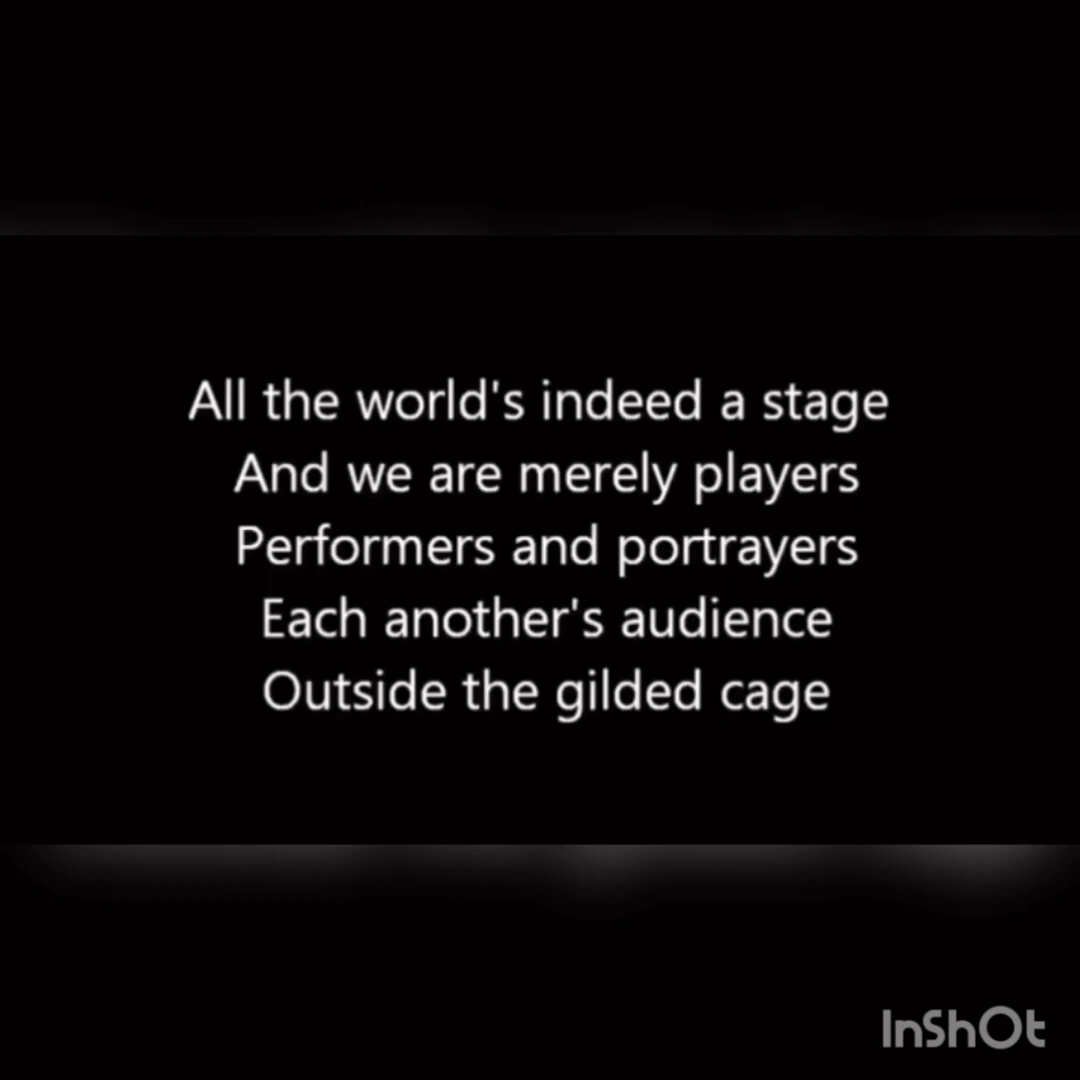 All the world's indeed a stage
And we are merely players
Performers and portrayers
Each another's audience
Outside the gilded cage
InShOt